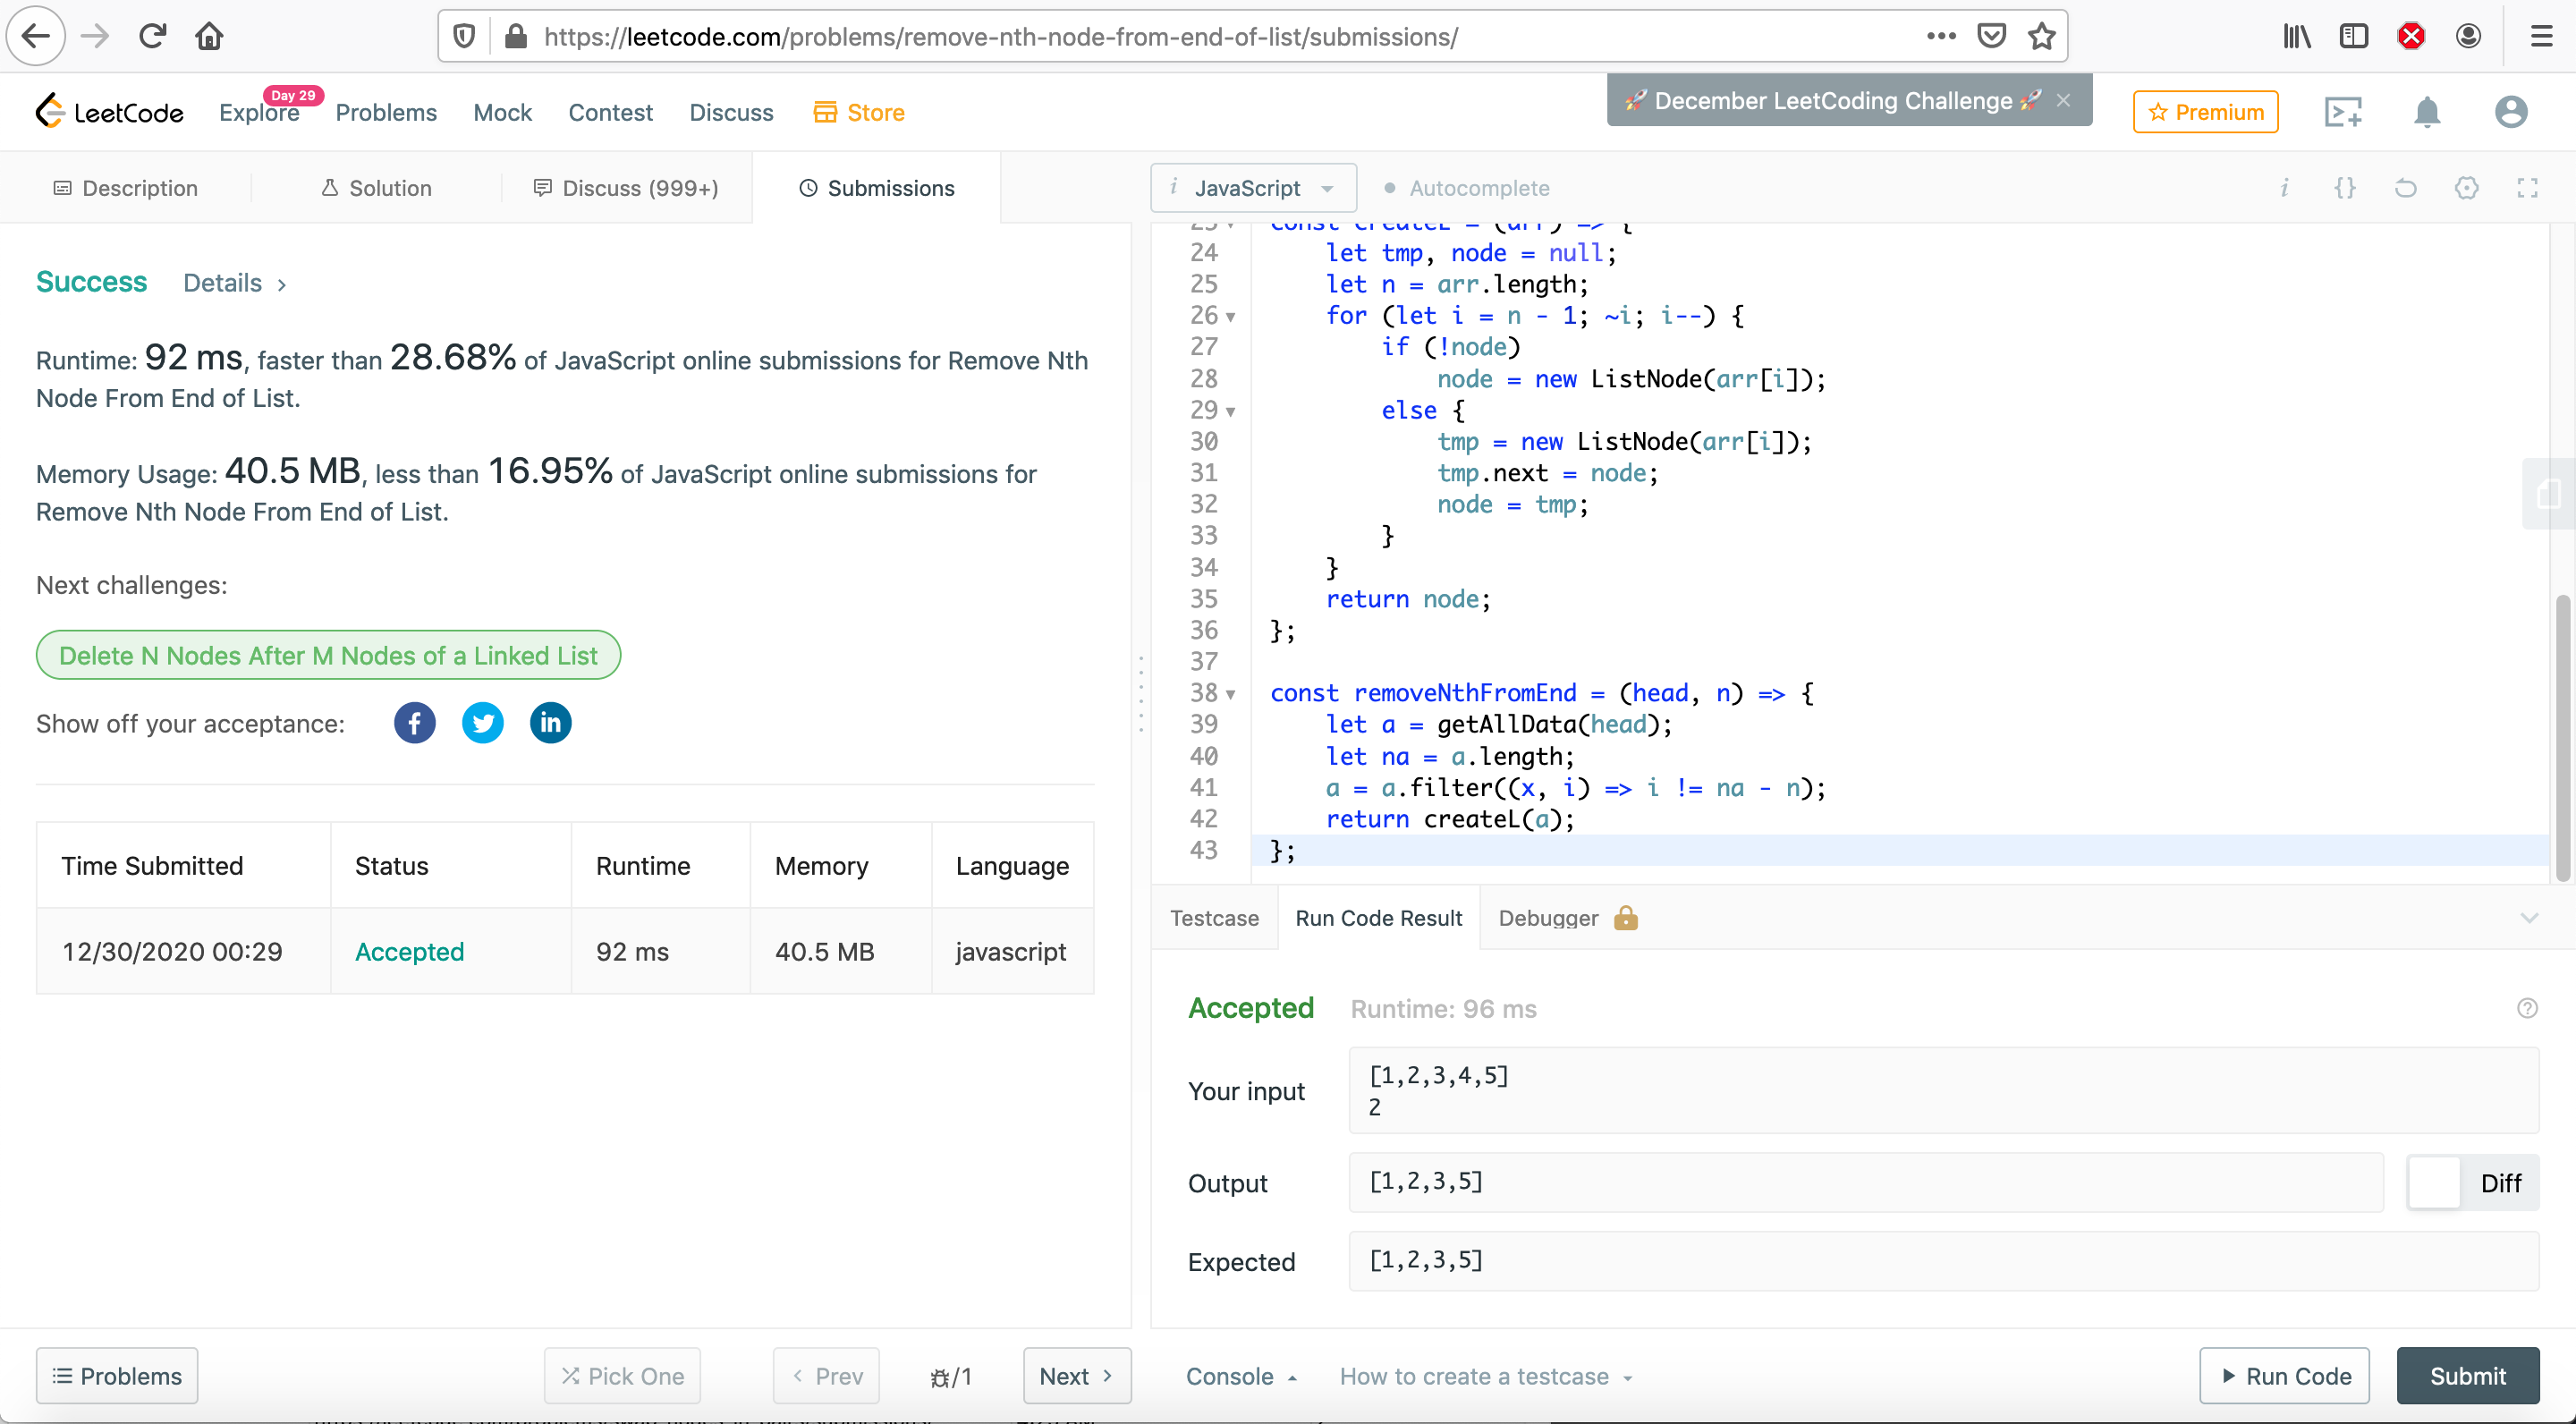 https://leetcode.com/problems/remove-nth-node-from-end-of-list/submissions/
LeetCode
Explore
Day 29
Problems
Mock
Contest
Discuss
Store
🚀 December LeetCoding Challenge 🚀 ×
Premium
Description
Solution
Discuss (999+)
Submissions
i JavaScript
Autocomplete
Success Details >
Runtime: 92 ms, faster than 28.68% of JavaScript online submissions for Remove Nth
Node From End of List.
Memory Usage: 40.5 MB, less than 16.95% of JavaScript online submissions for
Remove Nth Node From End of List.
Next challenges:
Delete N Nodes After M Nodes of a Linked List
Show off your acceptance:
Time Submitted Status Runtime Memory Language
12/30/2020 00:29 Accepted 92 ms 40.5 MB javascript
23 const createL = (arr) => {
24 let tmp, node = null;
25 let n = arr.length;
26 for (let i = n - 1; ~i; i--) {
27 if (!node)
28 node = new ListNode(arr[i]);
29 else {
30 tmp = new ListNode(arr[i]);
31 tmp.next = node;
32 node = tmp;
33 }
34 }
35 return node;
36 };
37
38 const removeNthFromEnd = (head, n) => {
39 let a = getAllData(head);
40 let na = a.length;
41 a = a.filter((x, i) => i != na - n);
42 return createL(a);
43 };
Testcase
Run Code Result
Debugger
Accepted Runtime: 96 ms
Your input
[1,2,3,4,5]
2
Output
[1,2,3,5]
Diff
Expected
[1,2,3,5]
Problems
Pick One
< Prev
/1
Next >
Console
How to create a testcase
Run Code
Submit